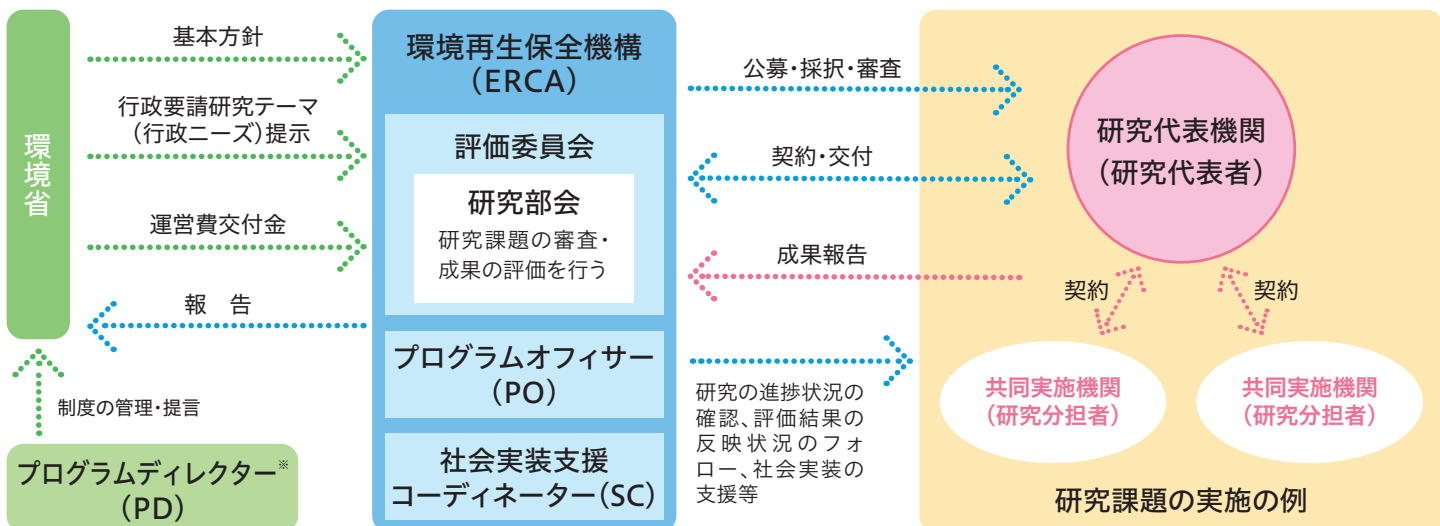 環境省
基本方針
行政要請研究テーマ
(行政ニーズ)提示
運営費交付金
報　告
制度の管理・提言
プログラムディレクター※
(PD)
環境再生保全機構
(ERCA)
評価委員会
研究部会
研究課題の審査・
成果の評価を行う
プログラムオフィサー
(PO)
社会実装支援
コーディネーター(SC)
公募・採択・審査
契約・交付
成果報告
研究の進捗状況の
確認、評価結果の
反映状況のフォ
ロー、社会実装の
支援等
研究代表機関
(研究代表者)
契約
契約
共同実施機関
(研究分担者)
共同実施機関
(研究分担者)
研究課題の実施の例